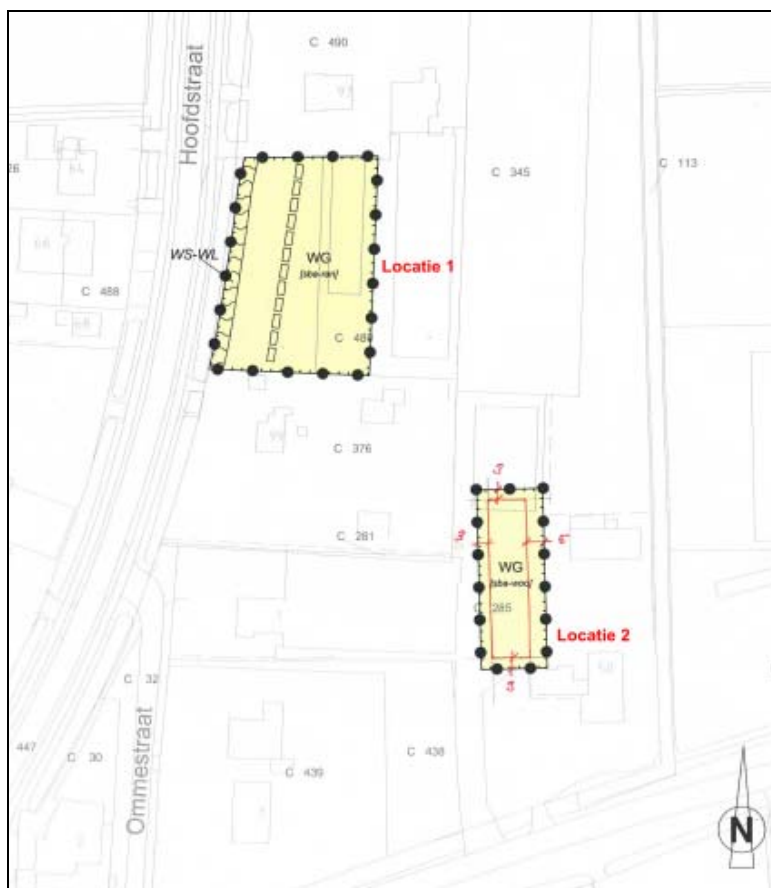 C 490
Hoofdstraat
C 345
C 113
WS-WL
WG
Locatie 1
C 488
C 376
C 281
WG
C 285
Locatie 2
C 32
447
C 30
C 439
C 438
Ommestraat
N